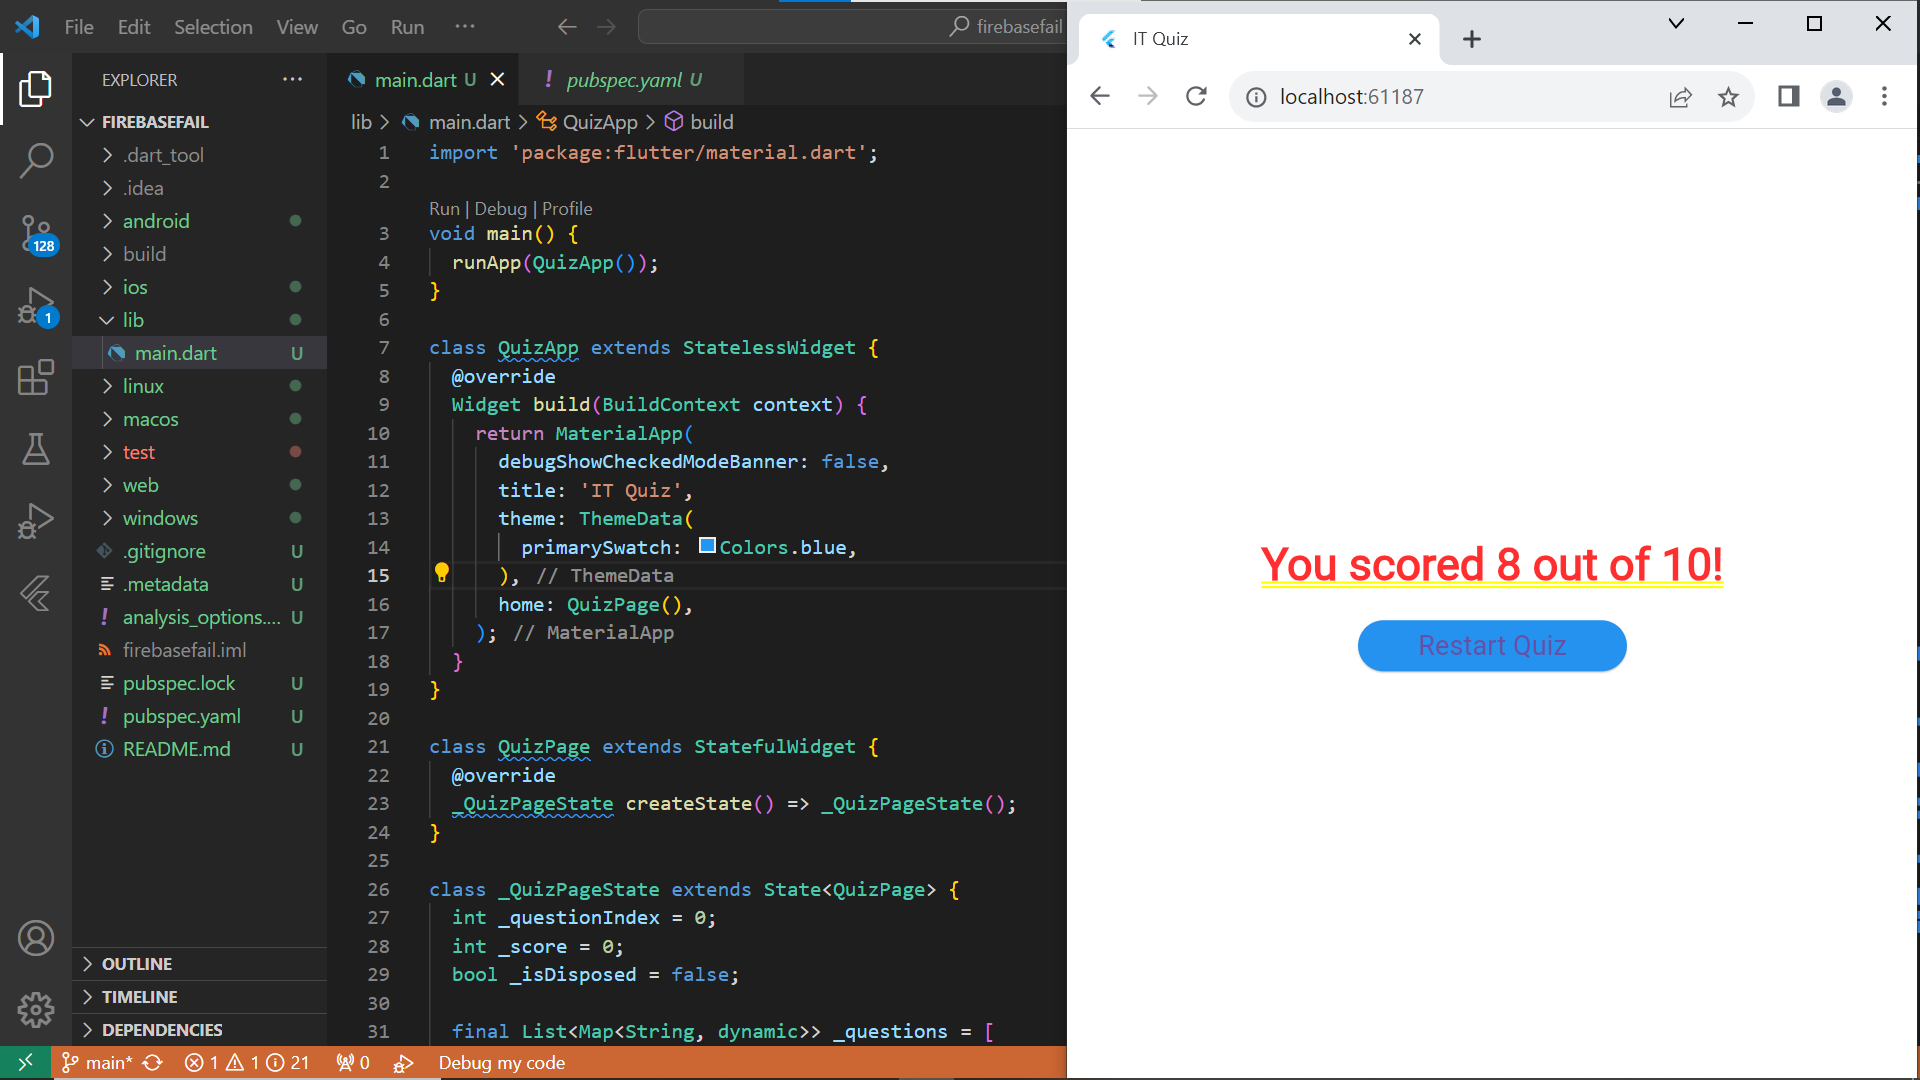 File Edit Selection View Go Run ···
firebasefail
EXPLORER ···
FIREBASEFAIL
.dart_tool
.idea
android
build
ios
lib
main.dart U
linux
macos
test
web
windows
.gitignore U
.metadata U
analysis_options.... U
firebasefail.iml
pubspec.lock U
pubspec.yaml U
README.md U
OUTLINE
TIMELINE
DEPENDENCIES
128
1
main.dart U
! pubspec.yaml U
lib > main.dart > QuizApp > build
1 import 'package:flutter/material.dart';
2
Run | Debug | Profile
3 void main() {
4 runApp(QuizApp());
5 }
6
7 class QuizApp extends StatelessWidget {
8 @override
9 Widget build(BuildContext context) {
10 return MaterialApp(
11 debugShowCheckedModeBanner: false,
12 title: 'IT Quiz',
13 theme: ThemeData(
14 primarySwatch: Colors.blue,
15 ), // ThemeData
16 home: QuizPage(),
17 ); // MaterialApp
18 }
19 }
20
21 class QuizPage extends StatefulWidget {
22 @override
23 _QuizPageState createState() => _QuizPageState();
24 }
25
26 class _QuizPageState extends State<QuizPage> {
27 int _questionIndex = 0;
28 int _score = 0;
29 bool _isDisposed = false;
30
31 final List<Map<String, dynamic>> _questions = [
main* 1 1 21 0 Debug my code
IT Quiz
localhost:61187
You scored 8 out of 10!
Restart Quiz